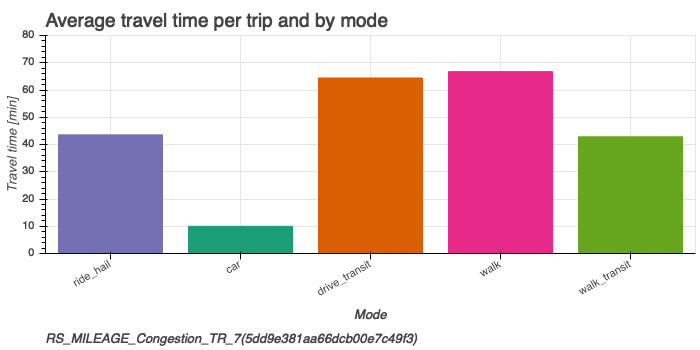 Average travel time per trip and by mode
Travel time [min]
80
70
60
50
40
30
20
10
0
ride_hail
car
drive_transit
walk
walk_transit
Mode
RS_MILEAGE_Congestion_TR_7(5dd9e381aa66dcb00e7c49f3)